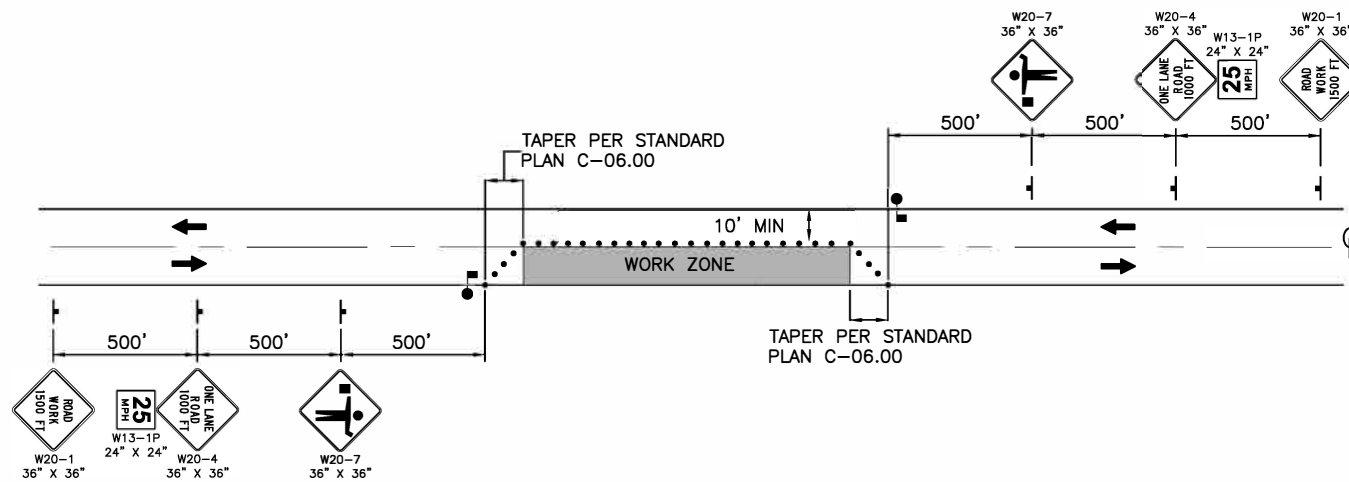 W20-7
36" X 36"
W20-4
36" X 36"
W13-1P
24" X 24"
W20-1
36" X 36"
ONE LANE
ROAD
1000 FT
25
MPH
ROAD
WORK
1500 FT
500'
500'
500'
TAPER PER STANDARD
PLAN C-06.00
10' MIN
WORK ZONE
TAPER PER STANDARD
PLAN C-06.00
500'
500'
500'
ROAD
WORK
1500 FT
25
MPH
ONE LANE
ROAD
1000 FT
W13-1P
24" X 24"
W20-1
36" X 36"
W20-4
36" X 36"
W20-7
36" X 36"